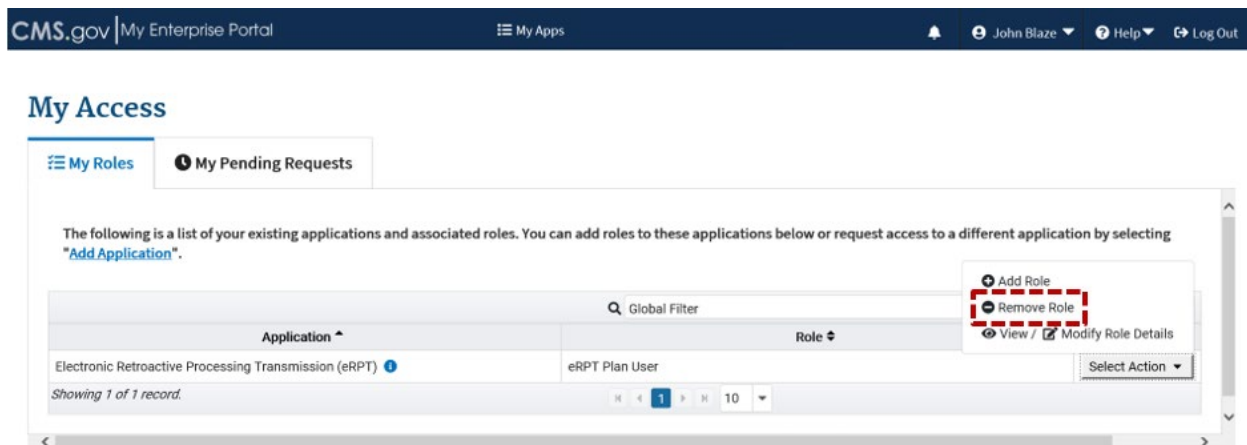 CMS.gov My Enterprise Portal My Apps John Blaze Help Log Out
My Access
My Roles My Pending Requests
The following is a list of your existing applications and associated roles. You can add roles to these applications below or request access to a different application by selecting
"Add Application".
Add Role
Remove Role
View / Modify Role Details
Global Filter
Application Role
Electronic Retroactive Processing Transmission (eRPT) eRPT Plan User Select Action
Showing 1 of 1 record. 1 10